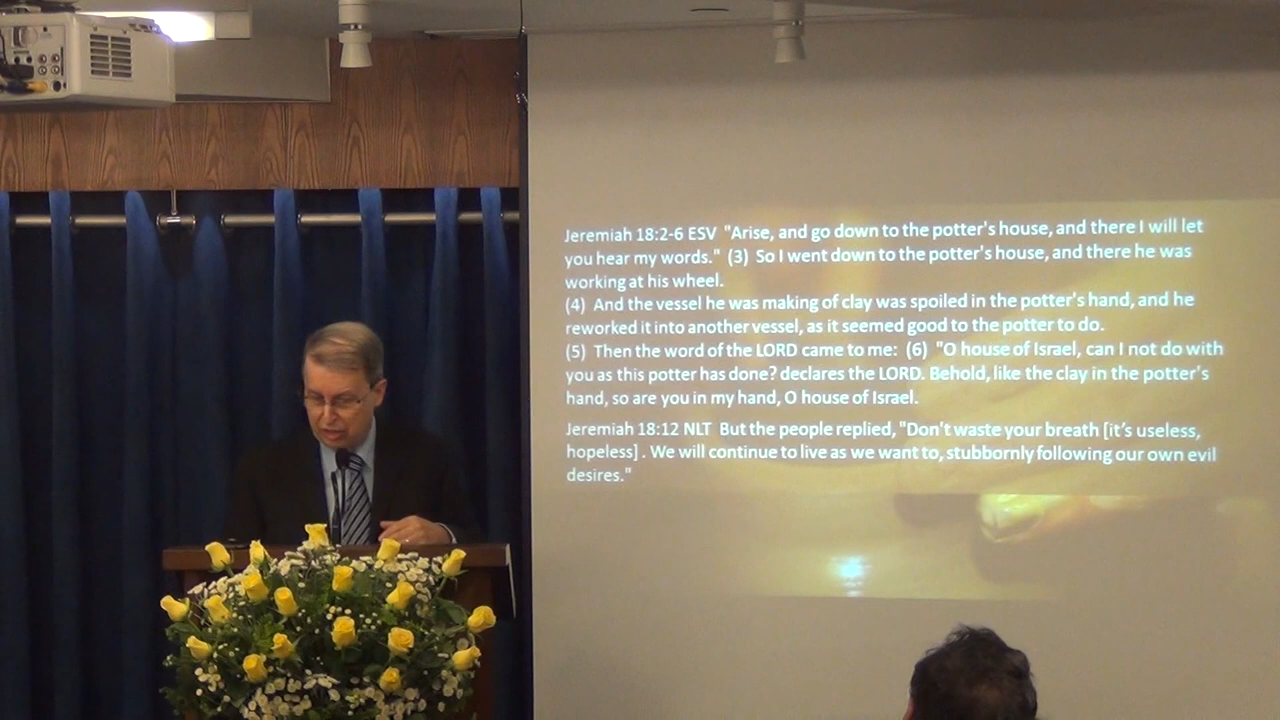 Jeremiah 18:2-6 ESV "Arise, and go down to the potter's house, and there I will let
you hear my words." (3) So I went down to the potter's house, and there he was
working at his wheel.
(4) And the vessel he was making of clay was spoiled in the potter's hand, and he
reworked it into another vessel, as it seemed good to the potter to do.
(5) Then the word of the LORD came to me: (6) "O house of Israel, can I not do with
you as this potter has done? declares the LORD. Behold, like the clay in the potter's
hand, so are you in my hand, O house of Israel.
Jeremiah 18:12 NLT But the people replied, "Don't waste your breath [it's useless,
hopeless] . We will continue to live as we want to, stubbornly following our own evil
desires."